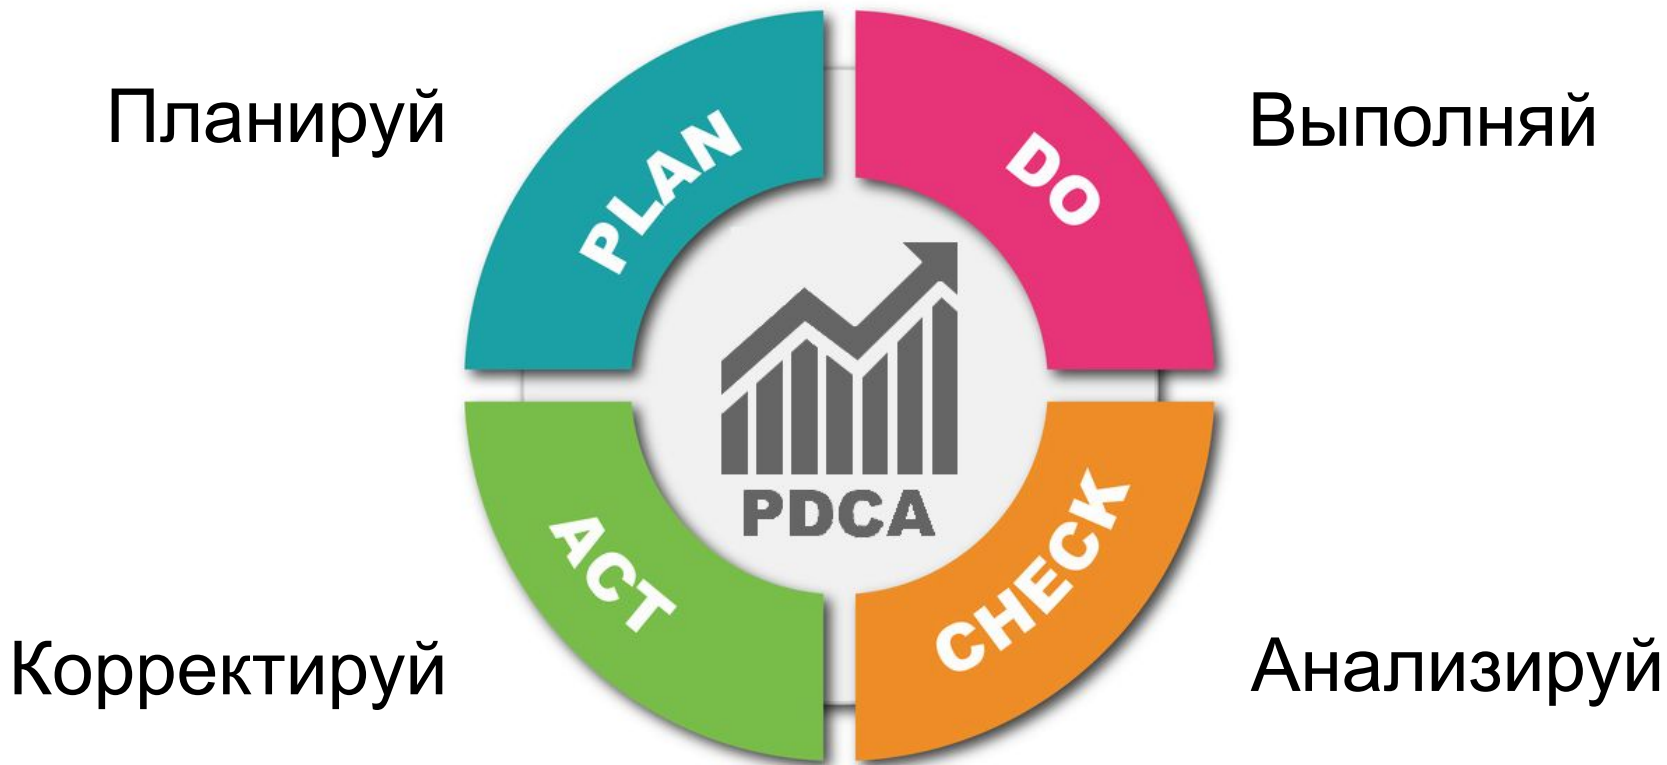 Планируй
PLAN
DO
Выполняй
PDCA
ACT
CHECK
Корректируй
Анализируй